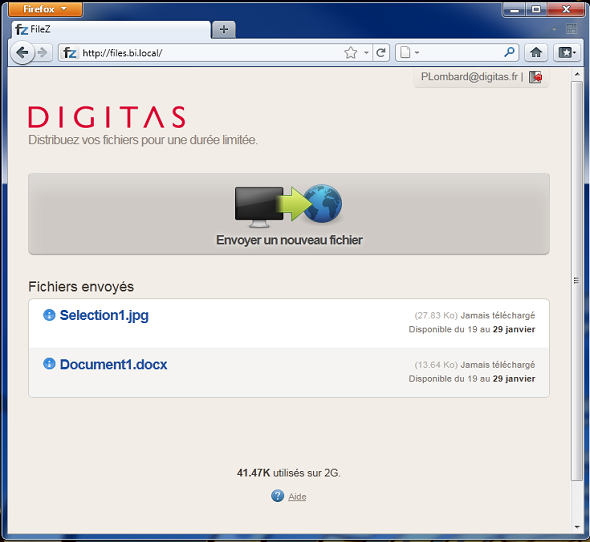 Firefox
fz FileZ
fz http://files.bi.local/
PLombard@digitas.fr |
DIGITAS
Distribuez vos fichiers pour une durée limitée.
Envoyer un nouveau fichier
Fichiers envoyés
Selection1.jpg
(27.83 Ko) Jamais téléchargé
Disponible du 19 au 29 janvier
Document1.docx
(13.64 Ko) Jamais téléchargé
Disponible du 19 au 29 janvier
41.47K utilisés sur 2G.
? Aide